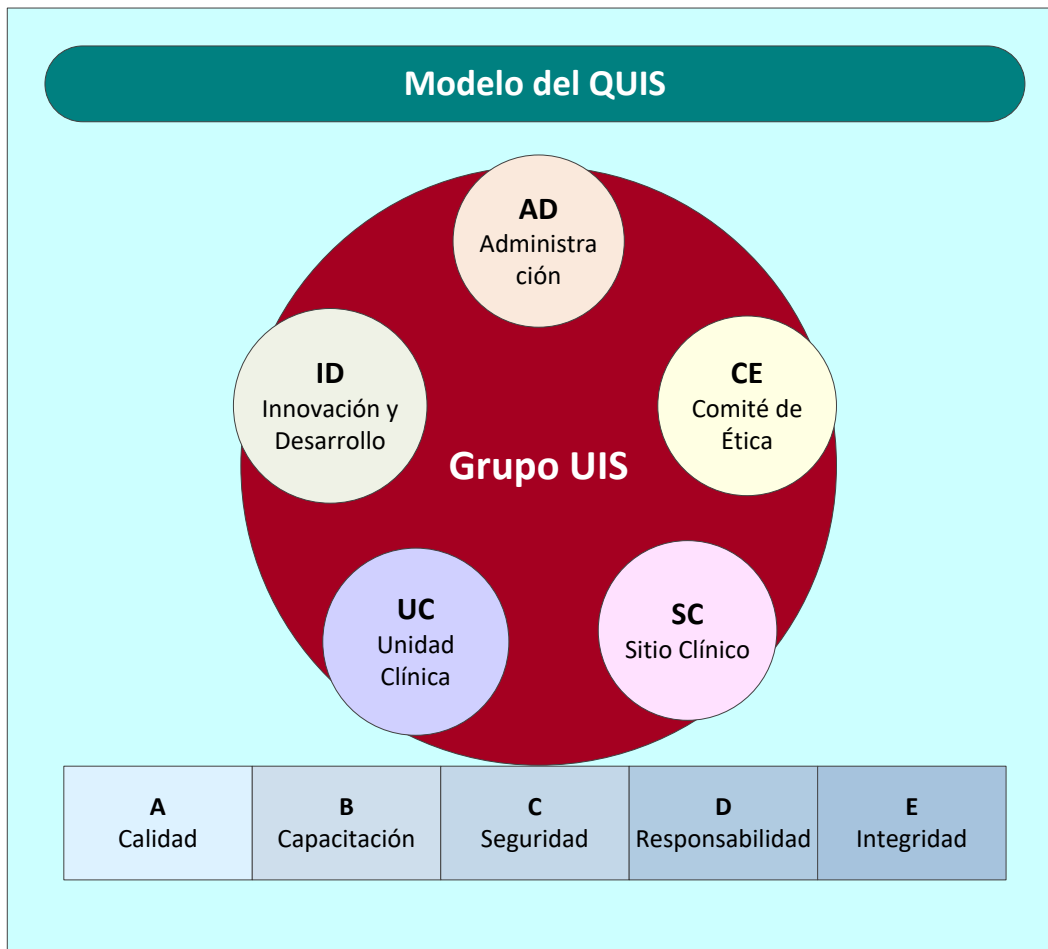 Modelo del QUIS
AD
Administra
ción
ID
Innovación y
Desarrollo
CE
Comité de
Ética
Grupo UIS
UC
Unidad
Clínica
SC
Sitio Clínico
A
Calidad
B
Capacitación
C
Seguridad
D
Responsabilidad
E
Integridad